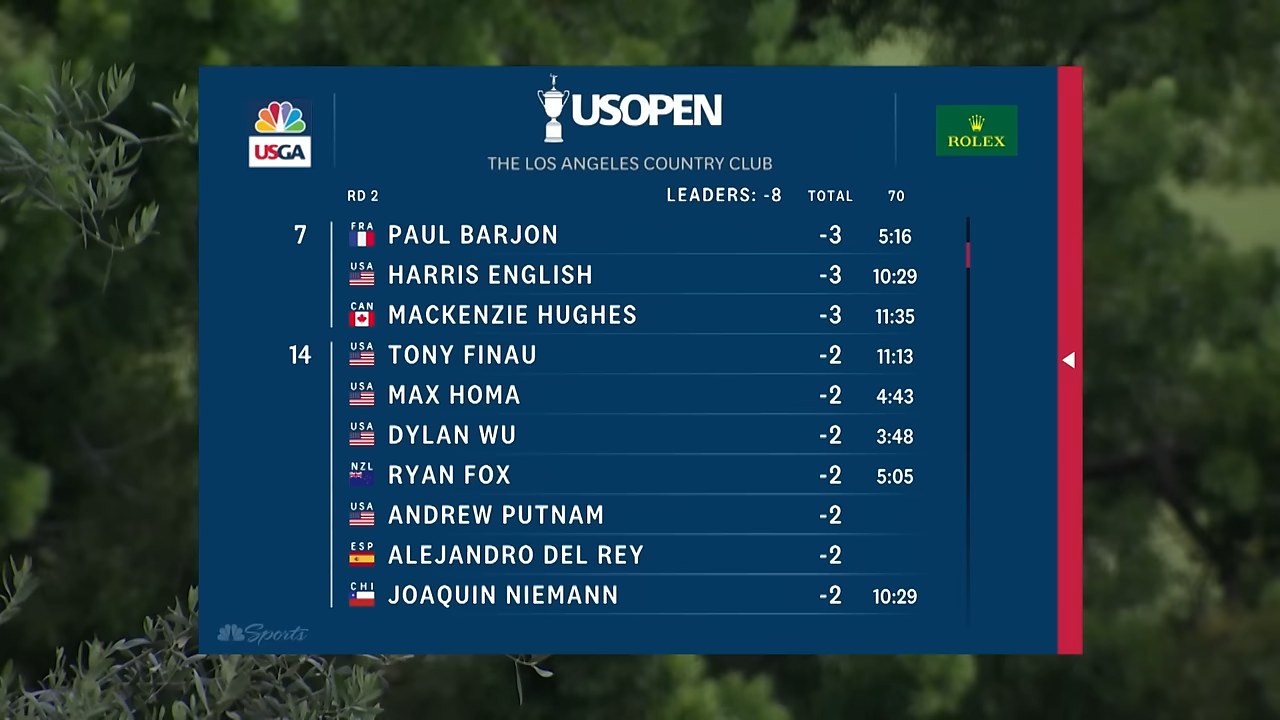 USOPEN
USGA
ROLEX
THE LOS ANGELES COUNTRY CLUB
RD 2 LEADERS: -8 TOTAL 70
7 FRA PAUL BARJON -3 5:16
USA HARRIS ENGLISH -3 10:29
CAN MACKENZIE HUGHES -3 11:35
14 USA TONY FINAU -2 11:13
USA MAX HOMA -2 4:43
USA DYLAN WU -2 3:48
NZL RYAN FOX -2 5:05
USA ANDREW PUTNAM -2
ESP ALEJANDRO DEL REY -2
CHI JOAQUIN NIEMANN -2 10:29
Sports